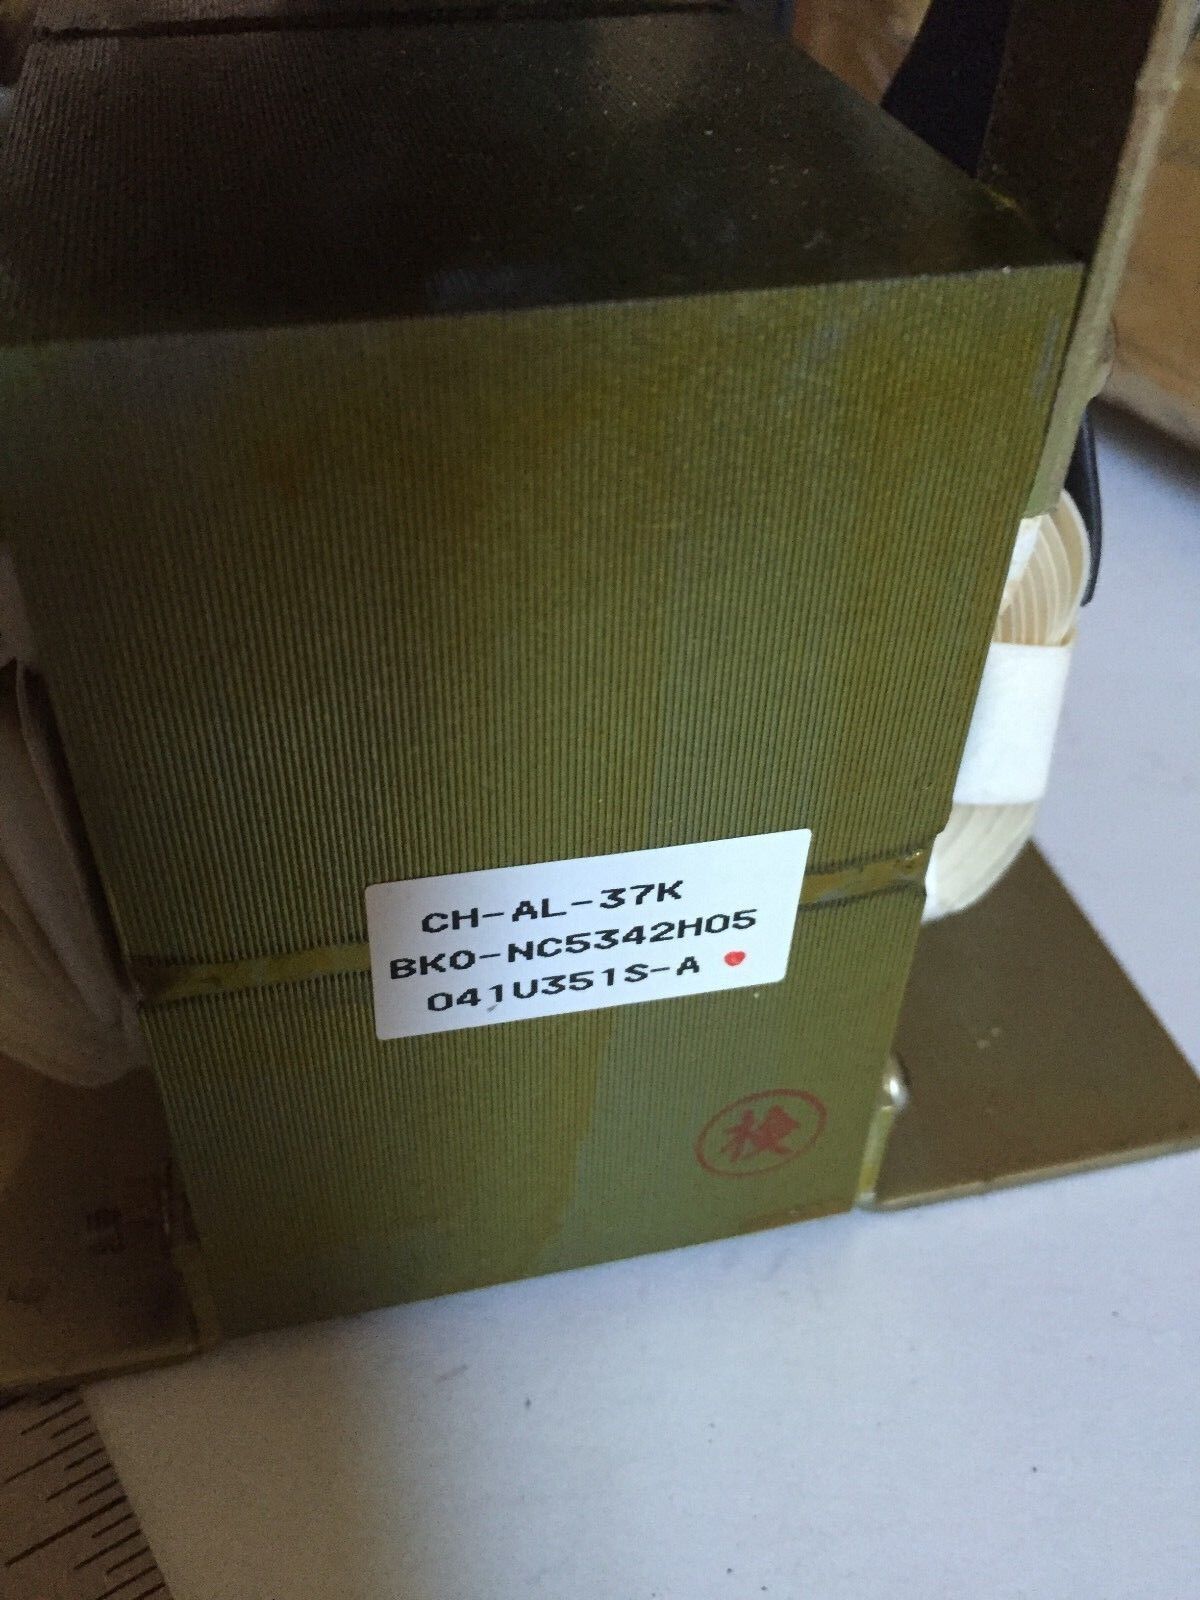 CH-AL-37K
BKO-NC5342H05
041U351S-A
検